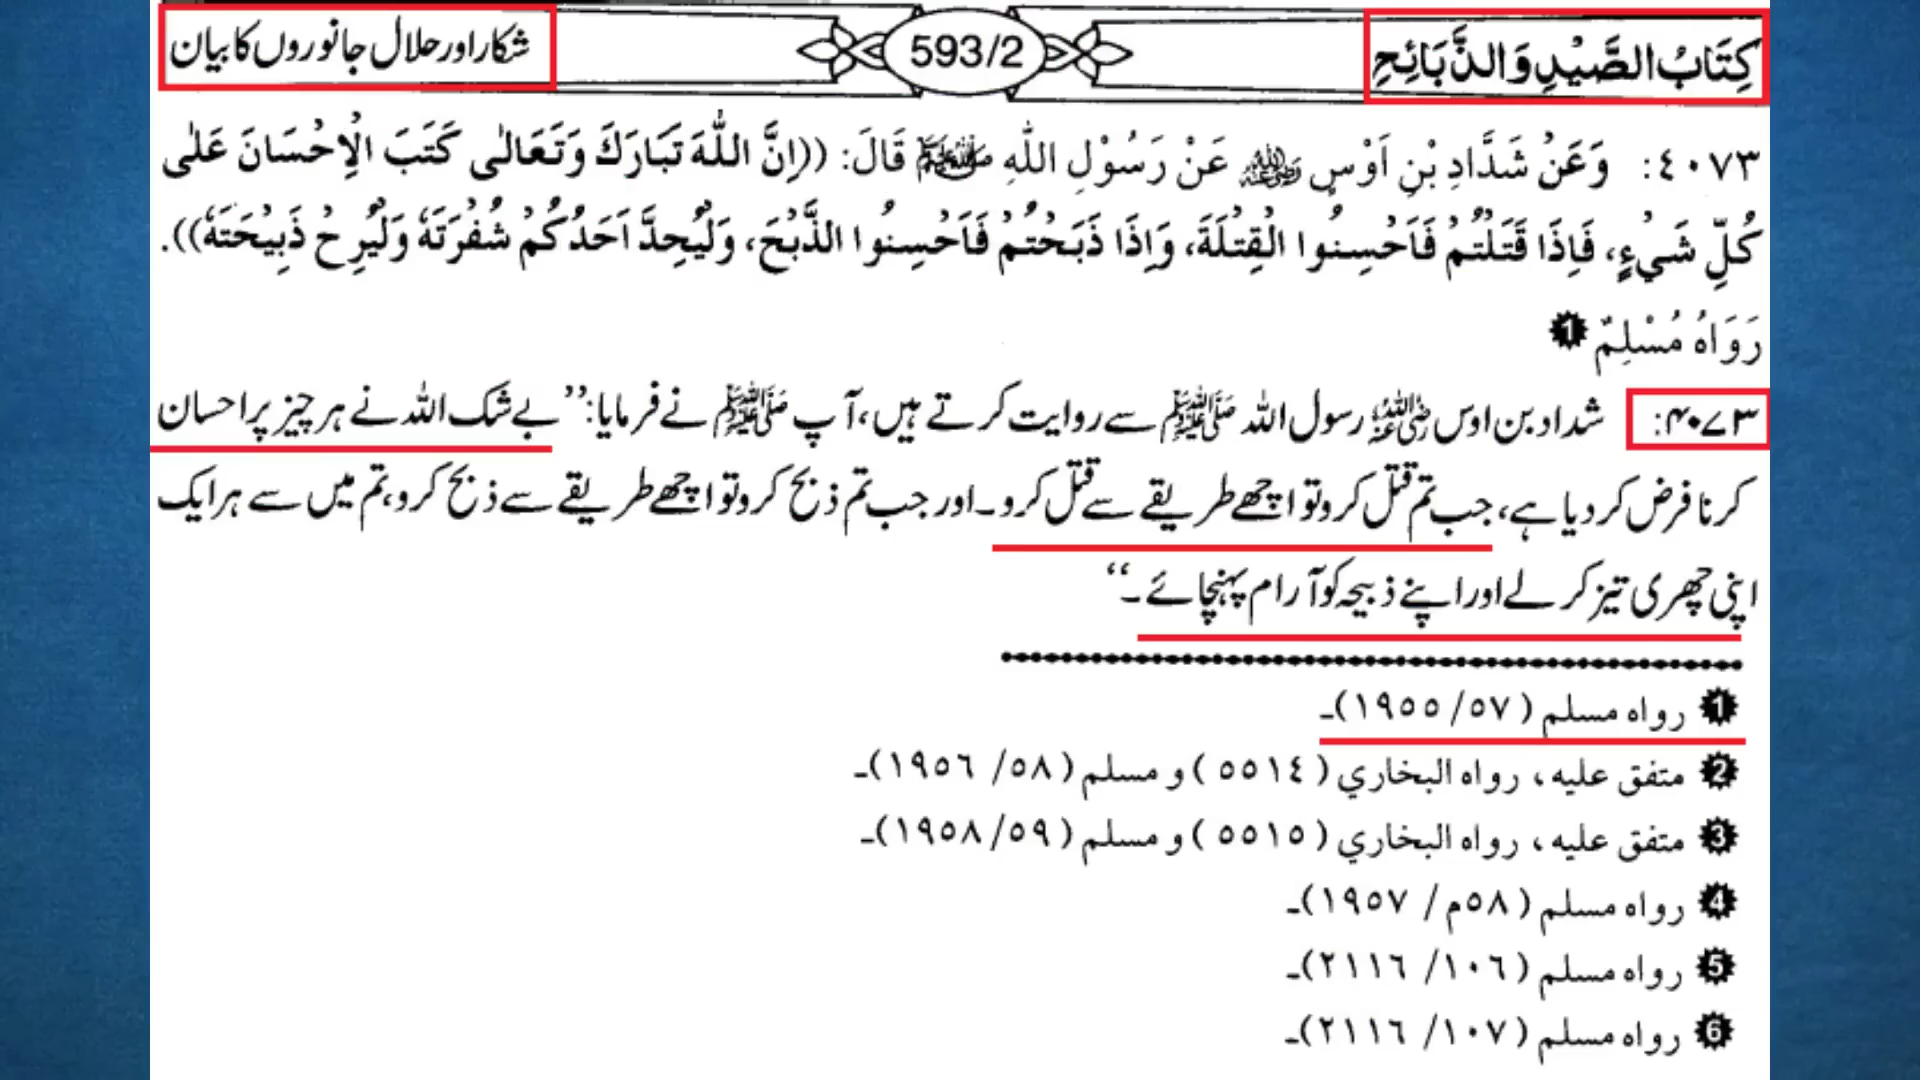 كِتَابُ الصَّيْدِ وَالذَّبَائِحِ 593/2 شکار اور حلال جانوروں کا بیان
٤٠٧٣: وَعَنْ شَدَّادِ بْنِ اَوْسٍ رضی اللہ عنہ عَنْ رَسُوْلِ اللّٰهِ ﷺ قَالَ: ((اِنَّ اللّٰهَ تَبَارَكَ وَتَعَالٰی كَتَبَ الْاِحْسَانَ عَلٰی
كُلِّ شَیْءٍ، فَاِذَا قَتَلْتُمْ فَاَحْسِنُوا الْقِتْلَةَ، وَاِذَا ذَبَحْتُمْ فَاَحْسِنُوا الذَّبْحَ، وَلْيُحِدَّ اَحَدُكُمْ شُفْرَتَهٗ وَلْيُرِحْ ذَبِيْحَتَهٗ)).
رَوَاهُ مُسْلِمٌ ❶
۴۰۷۳: شداد بن اوس رضی اللہ عنہ رسول اللہ ﷺ سے روایت کرتے ہیں، آپ ﷺ نے فرمایا: ’’بے شک اللہ نے ہر چیز پر احسان
کرنا فرض کر دیا ہے، جب تم قتل کرو تو اچھے طریقے سے قتل کرو۔ اور جب تم ذبح کرو تو اچھے طریقے سے ذبح کرو، تم میں سے ہر ایک
اپنی چھری تیز کر لے اور اپنے ذبیحہ کو آرام پہنچائے۔‘‘
❶ رواه مسلم (٥٧/ ١٩٥٥)۔
❷ متفق عليه، رواه البخاري (٥٥١٤) و مسلم (٥٨/ ١٩٥٦)۔
❸ متفق عليه، رواه البخاري (٥٥١٥) و مسلم (٥٩/ ١٩٥٨)۔
❹ رواه مسلم (٥٨م/ ١٩٥٧)۔
❺ رواه مسلم (١٠٦/ ٢١١٦)۔
❻ رواه مسلم (١٠٧/ ٢١١٦)۔